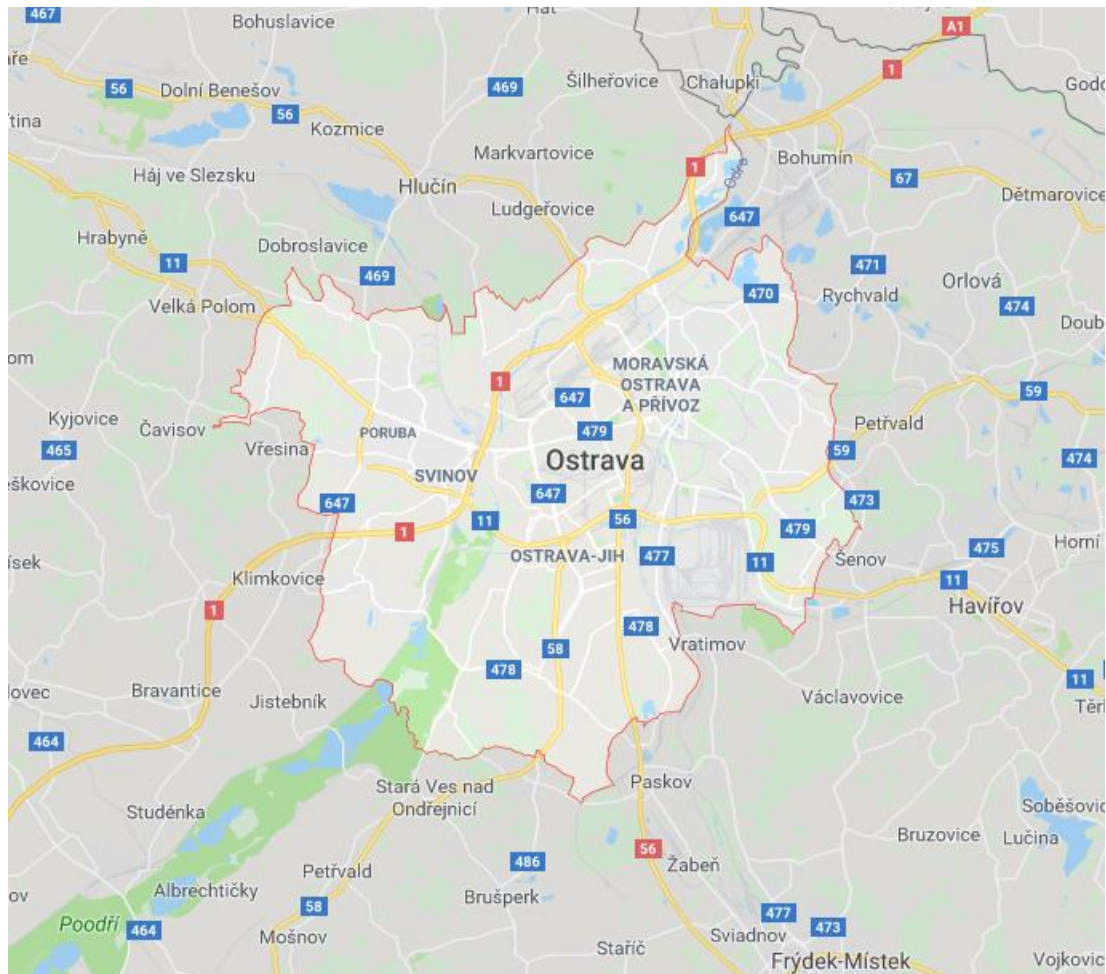 Hať
467
Bohuslavice
A1
1
56
Dolní Benešov
469
Šilheřovice
Chałupki
56
Kozmice
Markvartovice
1
Bohumín
67
Háj ve Slezsku
Hlučín
Ludgeřovice
Odra
Dětmarovice
647
Hrabyně
Dobroslavice
11
469
471
Orlová
470
Rychvald
474
Velká Polom
MORAVSKÁ
OSTRAVA
A PŘÍVOZ
1
647
59
Kyjovice
Čavisov
PORUBA
479
Petřvald
465
Vřesina
Ostrava
59
474
SVINOV
647
647
473
11
56
479
1
OSTRAVA-JIH
477
11
Šenov
475
Horní
Klimkovice
11
Havířov
1
478
58
Vratimov
478
Bravantice
Jistebník
Václavovice
11
464
Stará Ves nad
Ondřejnicí
Paskov
Studénka
Bruzovice
Lučina
56
Petřvald
486
Žabeň
Albrechtičky
Brušperk
Poodří
58
464
477
473
Mošnov
Staříč
Sviadnov
Frýdek-Místek